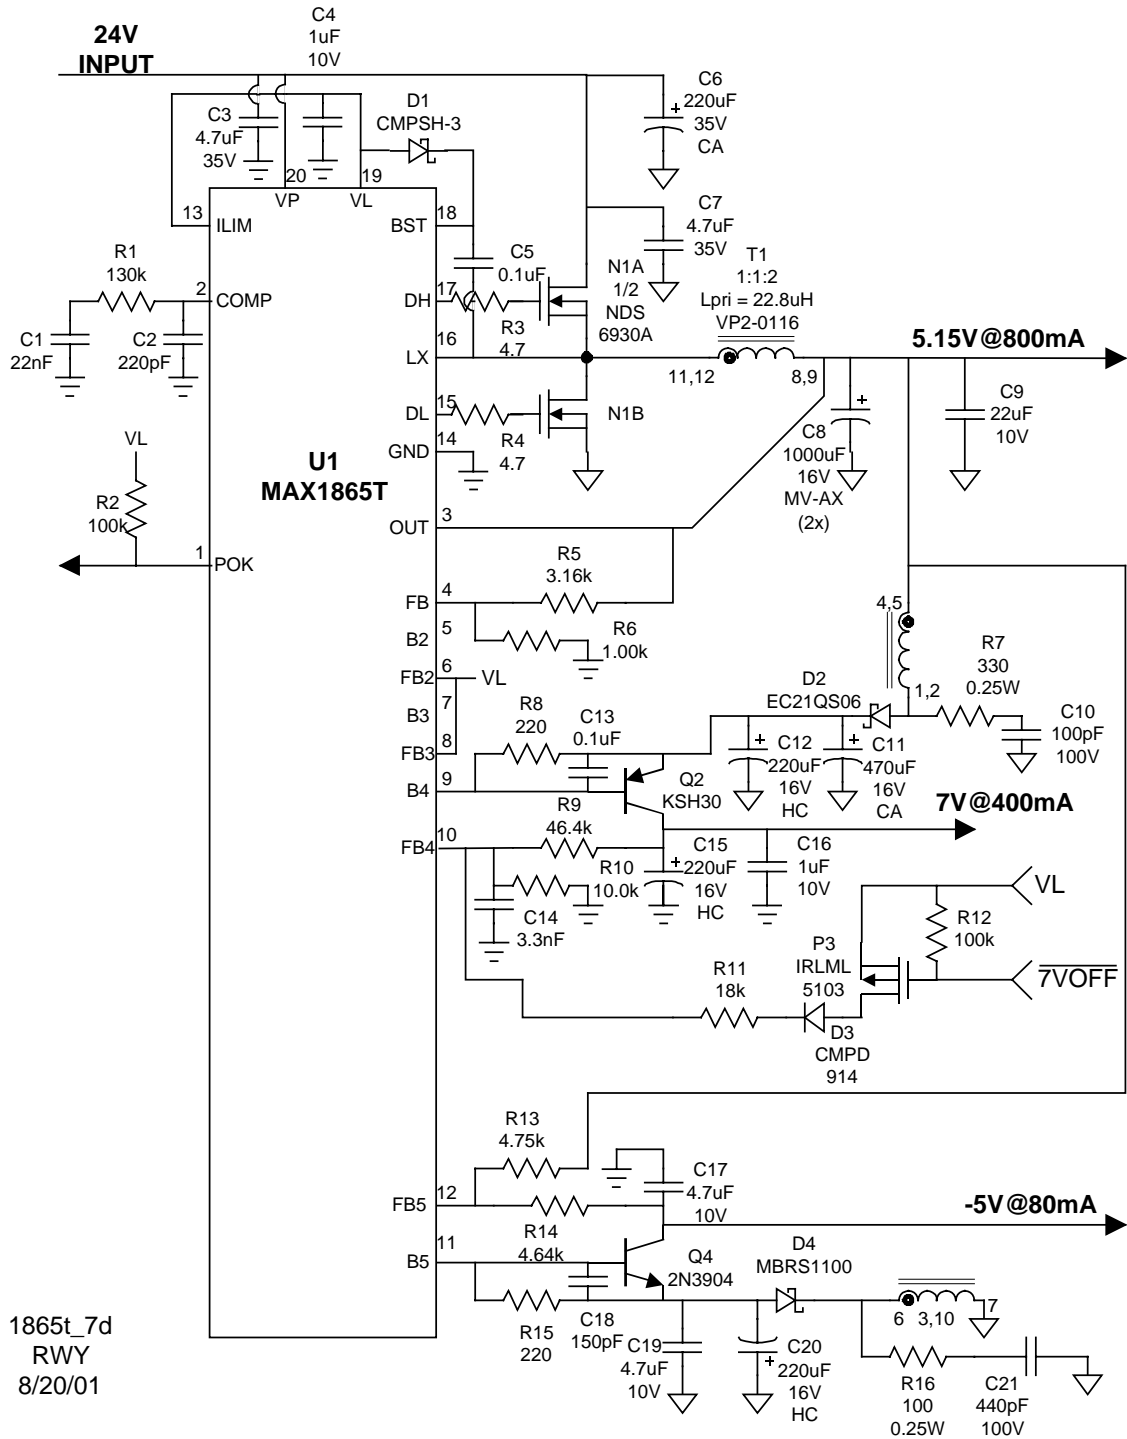 24V
INPUT
C4
1uF
10V
C3
4.7uF
35V
D1
CMPSH-3
C6
220uF
35V
CA
20
VP
19
VL
13
ILIM
18
BST
C7
4.7uF
35V
R1
130k
C5
0.1uF
N1A
1/2
NDS
6930A
T1
1:1:2
Lpri = 22.8uH
VP2-0116
2
COMP
17
DH
R3
4.7
C1
22nF
C2
220pF
16
LX
11,12
8,9
5.15V@800mA
15
DL
R4
4.7
N1B
C8
1000uF
16V
MV-AX
(2x)
C9
22uF
10V
14
GND
VL
U1
MAX1865T
R2
100k
3
OUT
1
POK
R5
3.16k
4
FB
5
B2
R6
1.00k
4,5
6
FB2
VL
7
B3
8
FB3
R8
220
C13
0.1uF
D2
EC21QS06
1,2
R7
330
0.25W
C10
100pF
100V
C12
220uF
16V
HC
C11
470uF
16V
CA
9
B4
Q2
KSH30
7V@400mA
10
FB4
R9
46.4k
R10
10.0k
C15
220uF
16V
HC
C16
1uF
10V
C14
3.3nF
VL
R12
100k
P3
IRLML
5103
7VOFF
R11
18k
D3
CMPD
914
R13
4.75k
12
FB5
C17
4.7uF
10V
-5V@80mA
R14
4.64k
11
B5
Q4
2N3904
D4
MBRS1100
6
3,10
7
R15
220
C18
150pF
C19
4.7uF
10V
C20
220uF
16V
HC
R16
100
0.25W
C21
440pF
100V
1865t_7d
RWY
8/20/01